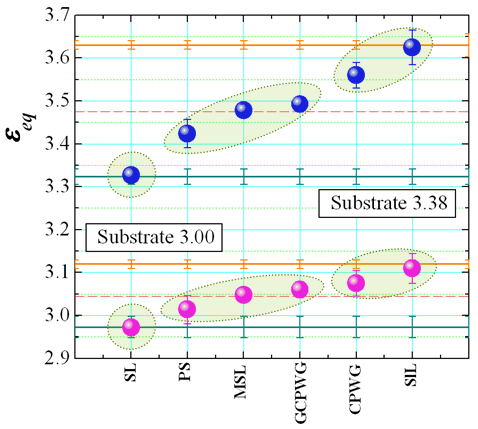 3.7
3.6
3.5
3.4
3.3
3.2
3.1
3.0
2.9
εeq
Substrate 3.38
Substrate 3.00
SL
PS
MSL
GCPWG
CPWG
SIL